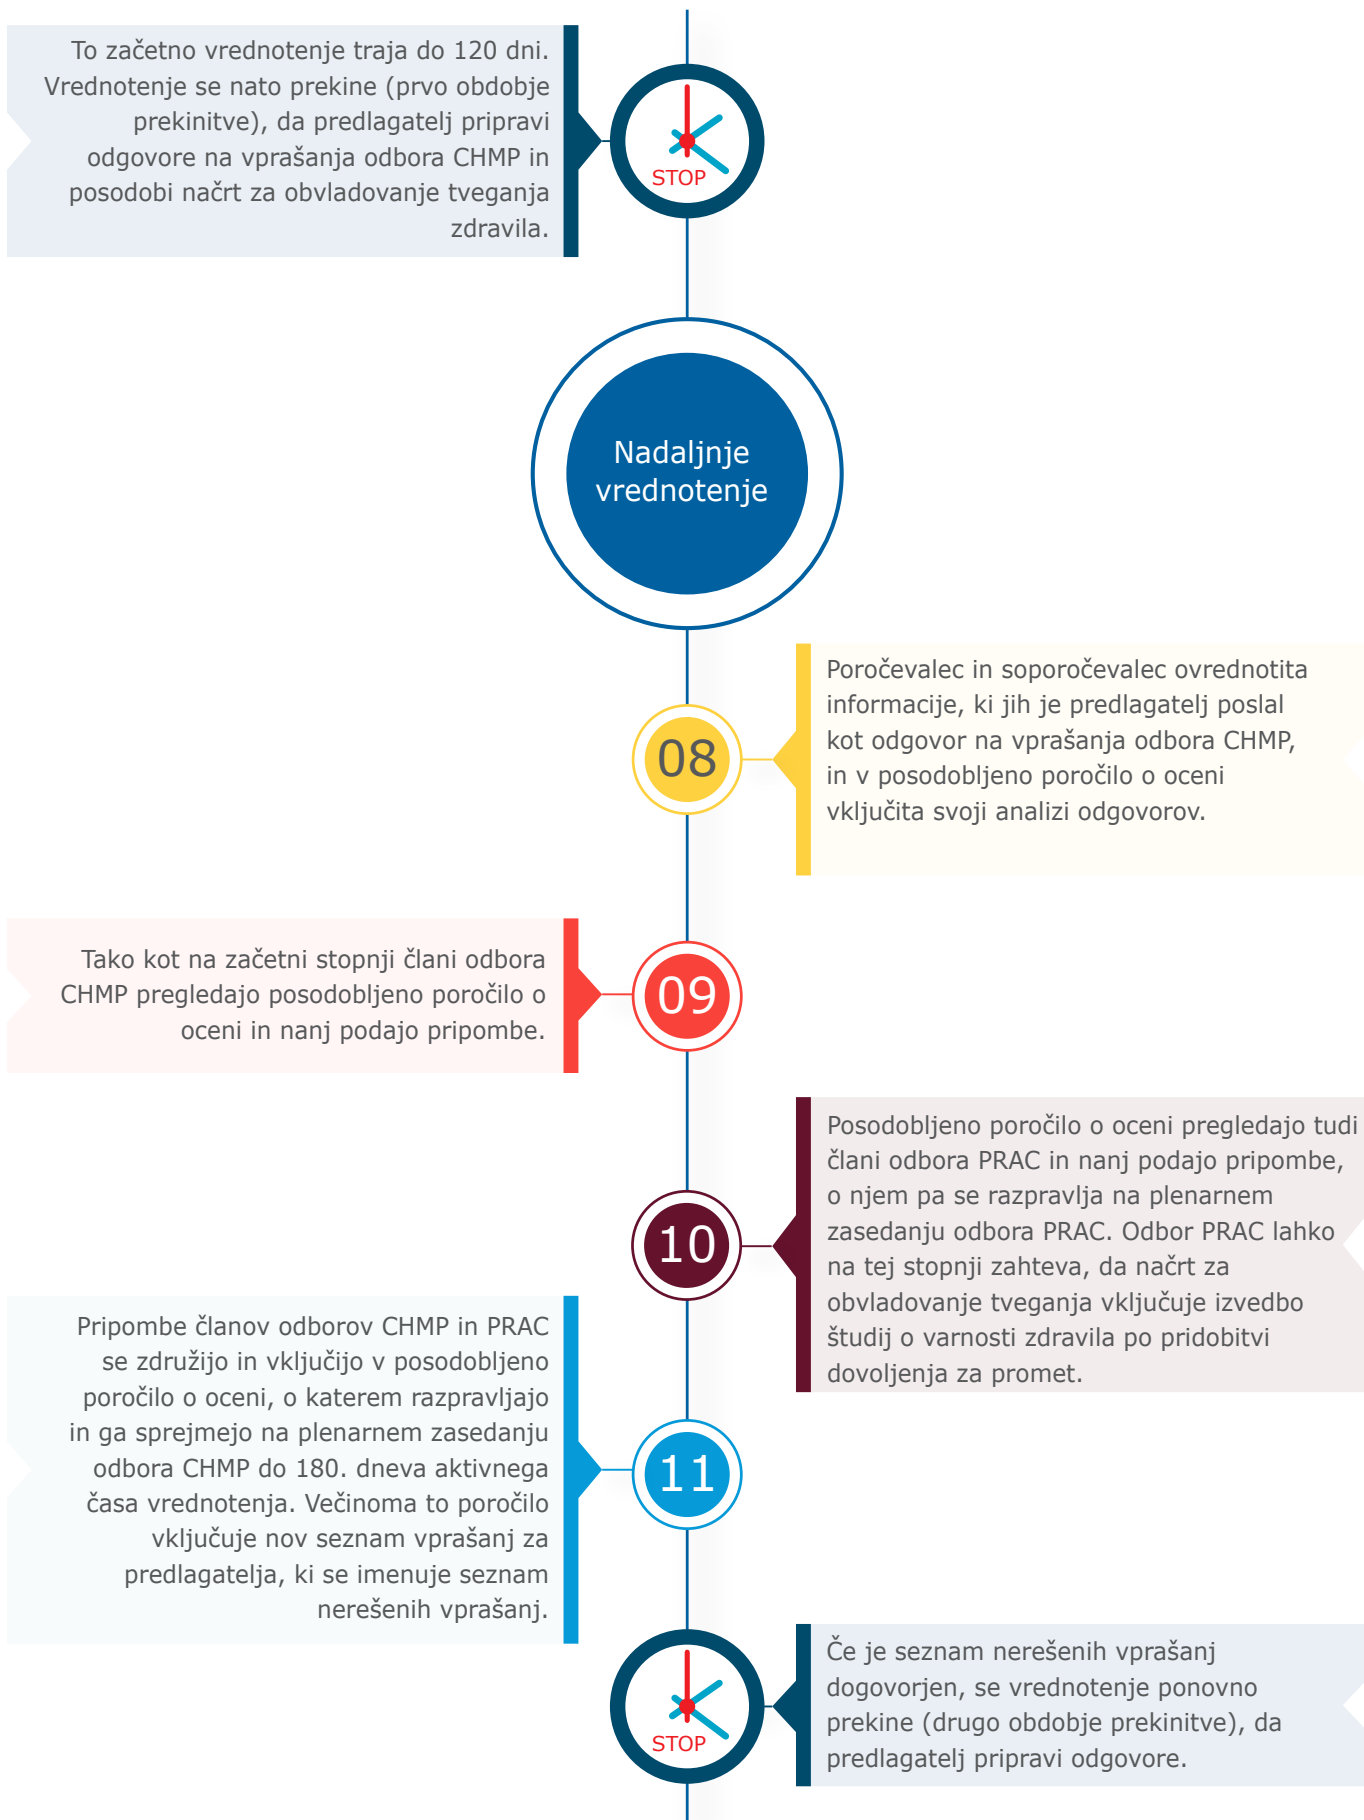 To začetno vrednotenje traja do 120 dni.
Vrednotenje se nato prekine (prvo obdobje
prekinitve), da predlagatelj pripravi
odgovore na vprašanja odbora CHMP in
posodobi načrt za obvladovanje tveganja
zdravila.
STOP
Nadaljnje
vrednotenje
08
Poročevalec in soporočevalec ovrednotita
informacije, ki jih je predlagatelj poslal
kot odgovor na vprašanja odbora CHMP,
in v posodobljeno poročilo o oceni
vključita svoji analizi odgovorov.
Tako kot na začetni stopnji člani odbora
CHMP pregledajo posodobljeno poročilo o
oceni in nanj podajo pripombe.
09
10
Posodobljeno poročilo o oceni pregledajo tudi
člani odbora PRAC in nanj podajo pripombe,
o njem pa se razpravlja na plenarnem
zasedanju odbora PRAC. Odbor PRAC lahko
na tej stopnji zahteva, da načrt za
obvladovanje tveganja vključuje izvedbo
študij o varnosti zdravila po pridobitvi
dovoljenja za promet.
Pripombe članov odborov CHMP in PRAC
se združijo in vključijo v posodobljeno
poročilo o oceni, o katerem razpravljajo
in ga sprejmejo na plenarnem zasedanju
odbora CHMP do 180. dneva aktivnega
časa vrednotenja. Večinoma to poročilo
vključuje nov seznam vprašanj za
predlagatelja, ki se imenuje seznam
nerešenih vprašanj.
11
STOP
Če je seznam nerešenih vprašanj
dogovorjen, se vrednotenje ponovno
prekine (drugo obdobje prekinitve), da
predlagatelj pripravi odgovore.